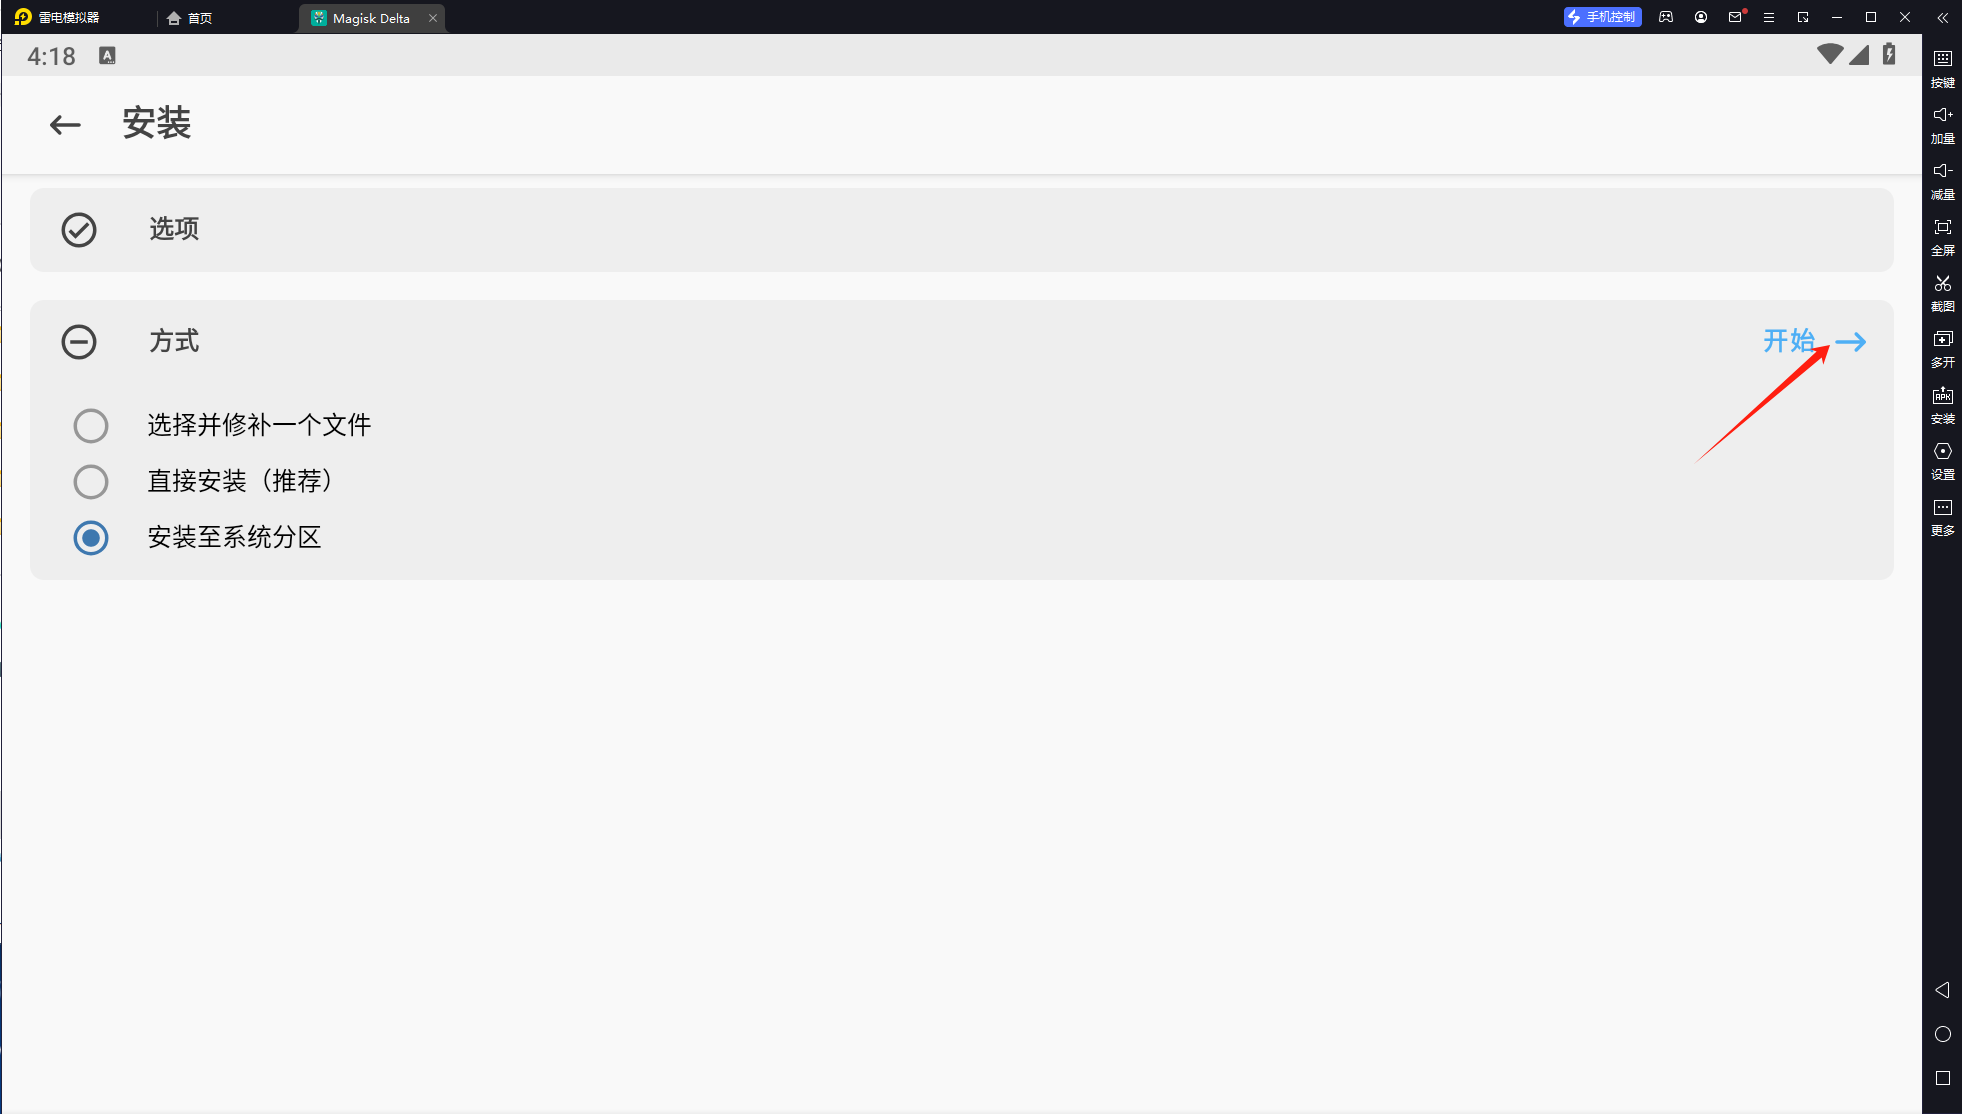 雷电模拟器
首页
Magisk Delta
手机控制
4:18
安装
选项
方式
开始
选择并修补一个文件
直接安装（推荐）
安装至系统分区
按键
加量
减量
全屏
截图
多开
APK
安装
设置
更多